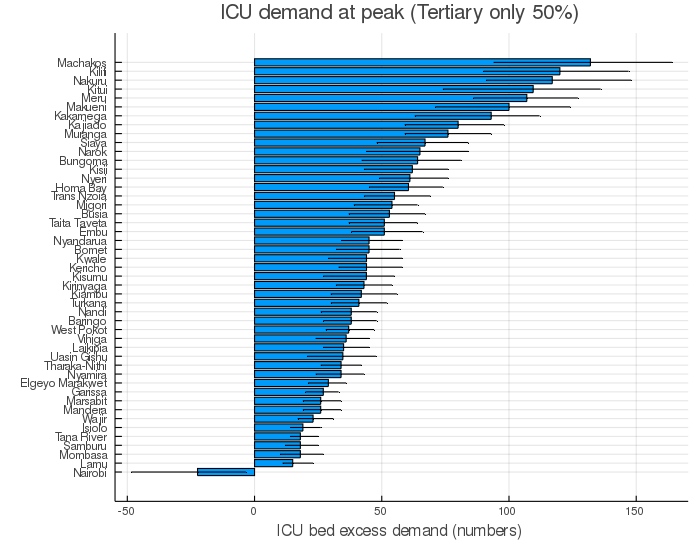 ICU demand at peak (Tertiary only 50%)
Machakos
Kilifi
Nakuru
Kitui
Meru
Makueni
Kakamega
Kajiado
Muranga
Siaya
Narok
Bungoma
Kisii
Nyeri
Homa Bay
Trans Nzoia
Migori
Busia
Taita Taveta
Embu
Nyandarua
Bomet
Kwale
Kericho
Kisumu
Kirinyaga
Kiambu
Turkana
Nandi
Baringo
West Pokot
Vihiga
Laikipia
Uasin Gishu
Tharaka-Nithi
Nyamira
Elgeyo Marakwet
Garissa
Marsabit
Mandera
Wajir
Isiolo
Tana River
Samburu
Mombasa
Lamu
Nairobi
-50 0 50 100 150
ICU bed excess demand (numbers)